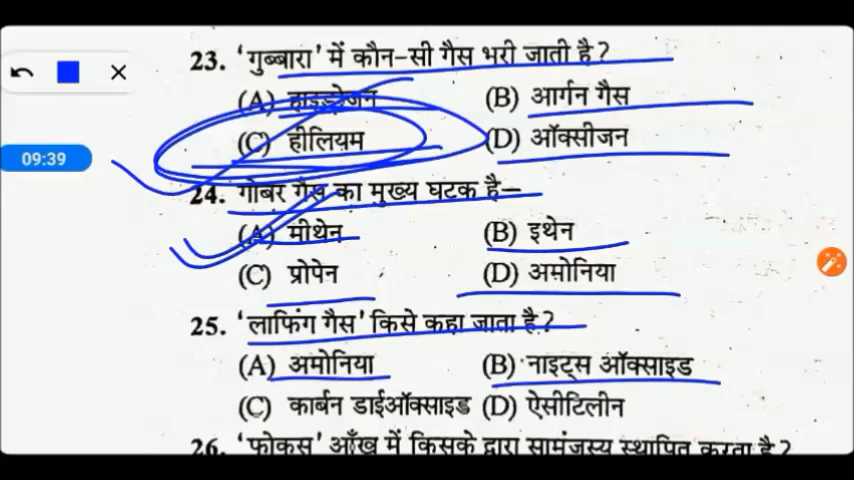 23. 'गुब्बारा' में कौन-सी गैस भरी जाती है?
(A) हाइड्रोजन (B) आर्गन गैस
(C) हीलियम (D) ऑक्सीजन
09:39
24. गोबर गैस का मुख्य घटक है—
(A) मीथेन (B) इथेन
(C) प्रोपेन (D) अमोनिया
25. 'लाफिंग गैस' किसे कहा जाता है?
(A) अमोनिया (B) नाइट्स ऑक्साइड
(C) कार्बन डाईऑक्साइड (D) ऐसीटिलीन
26. 'फोकस' आँख में किसके द्वारा सामंजस्य स्थापित करता है?